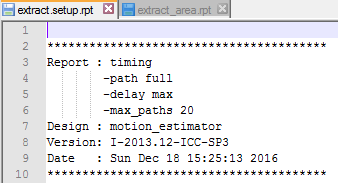 extract.setup.rpt extract_area.rpt
1
2 ****************************************
3 Report : timing
4 -path full
5 -delay max
6 -max_paths 20
7 Design : motion_estimator
8 Version: I-2013.12-ICC-SP3
9 Date : Sun Dec 18 15:25:13 2016
10 ****************************************